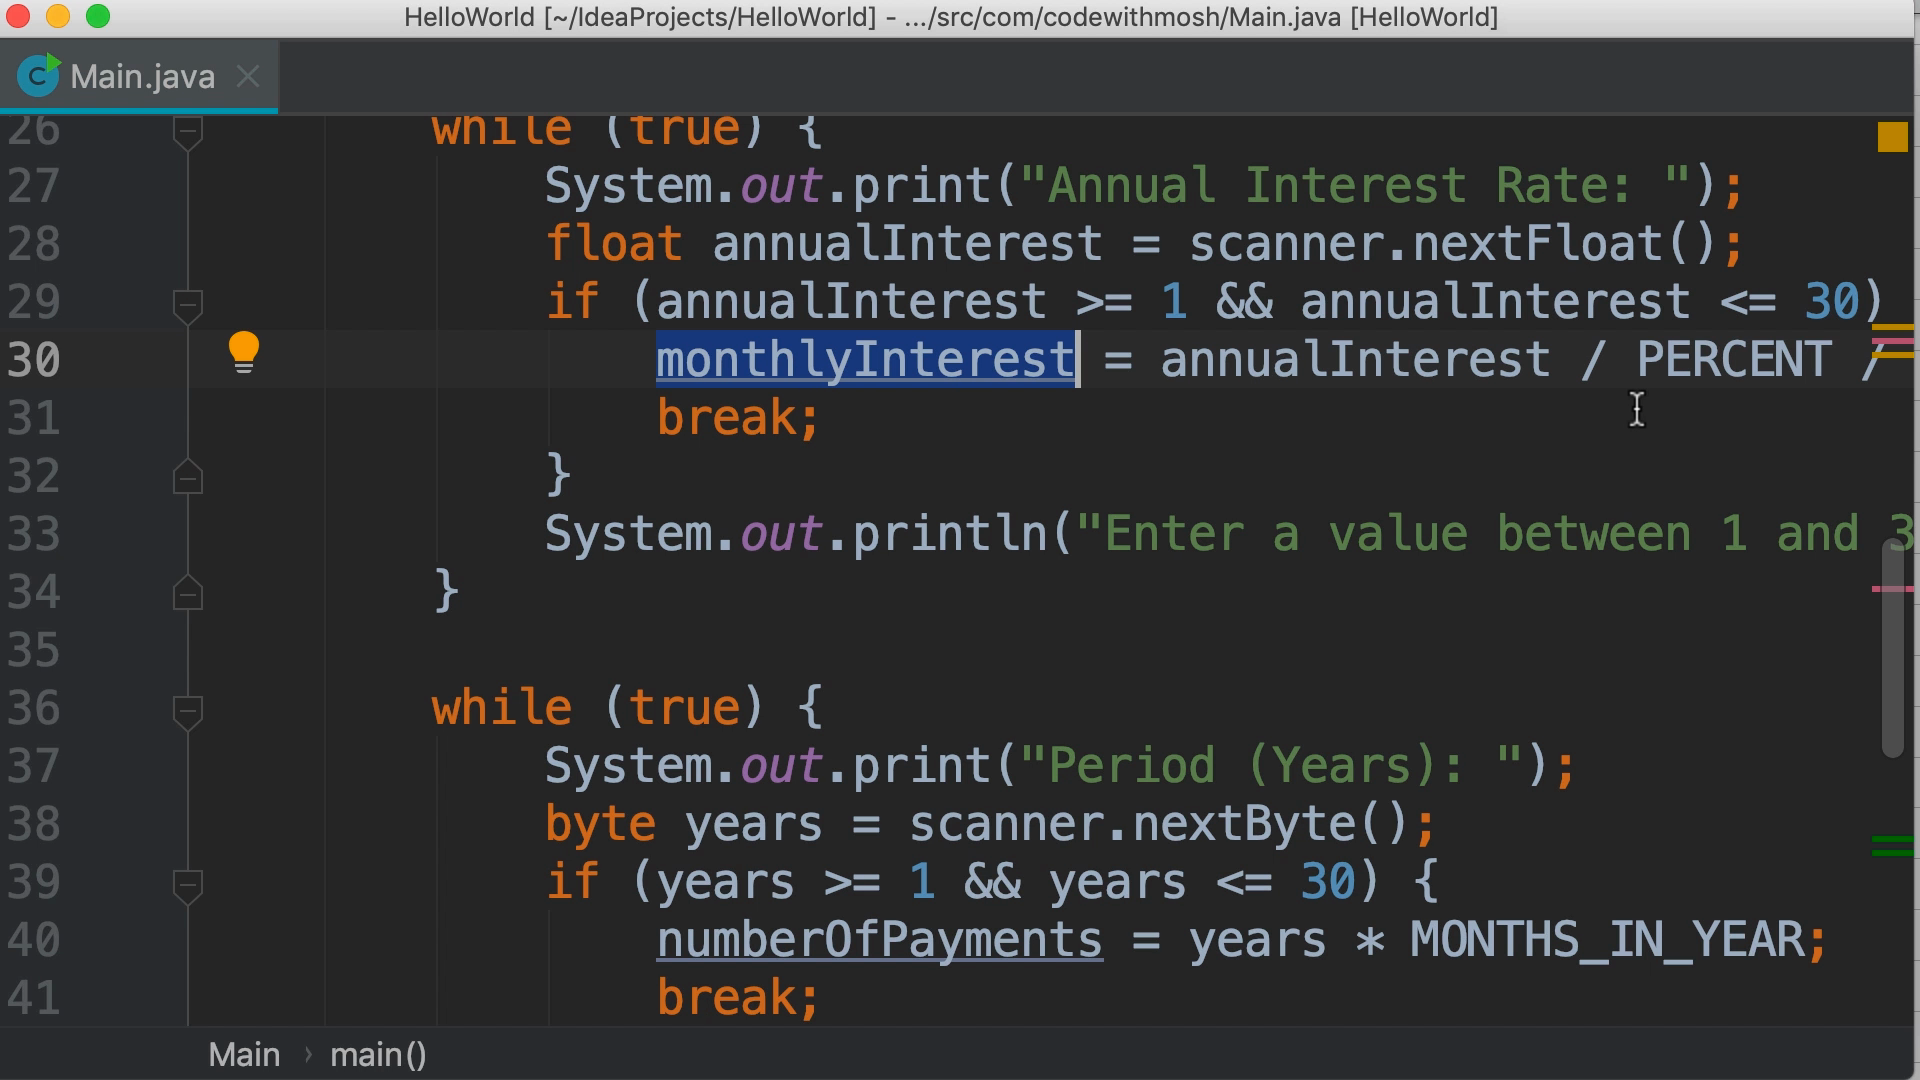 HelloWorld [~/IdeaProjects/HelloWorld] - .../src/com/codewithmosh/Main.java [HelloWorld]
Main.java
26 while (true) {
27 System.out.print("Annual Interest Rate: ");
28 float annualInterest = scanner.nextFloat();
29 if (annualInterest >= 1 && annualInterest <= 30)
30 monthlyInterest = annualInterest / PERCENT /
31 break;
32 }
33 System.out.println("Enter a value between 1 and 3
34 }
35
36 while (true) {
37 System.out.print("Period (Years): ");
38 byte years = scanner.nextByte();
39 if (years >= 1 && years <= 30) {
40 numberOfPayments = years * MONTHS_IN_YEAR;
41 break;
Main › main()